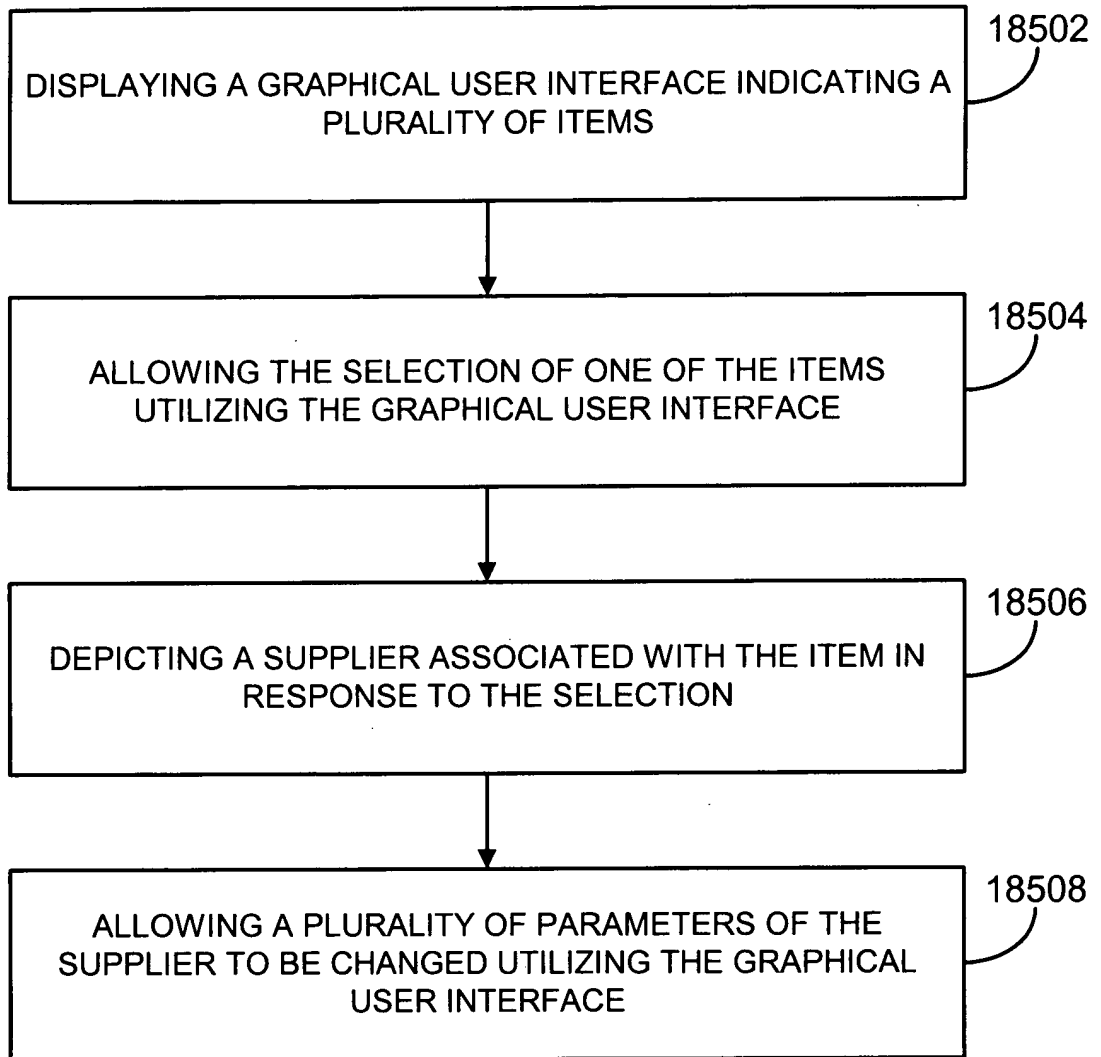 18502
DISPLAYING A GRAPHICAL USER INTERFACE INDICATING A
PLURALITY OF ITEMS
18504
ALLOWING THE SELECTION OF ONE OF THE ITEMS
UTILIZING THE GRAPHICAL USER INTERFACE
18506
DEPICTING A SUPPLIER ASSOCIATED WITH THE ITEM IN
RESPONSE TO THE SELECTION
18508
ALLOWING A PLURALITY OF PARAMETERS OF THE
SUPPLIER TO BE CHANGED UTILIZING THE GRAPHICAL
USER INTERFACE